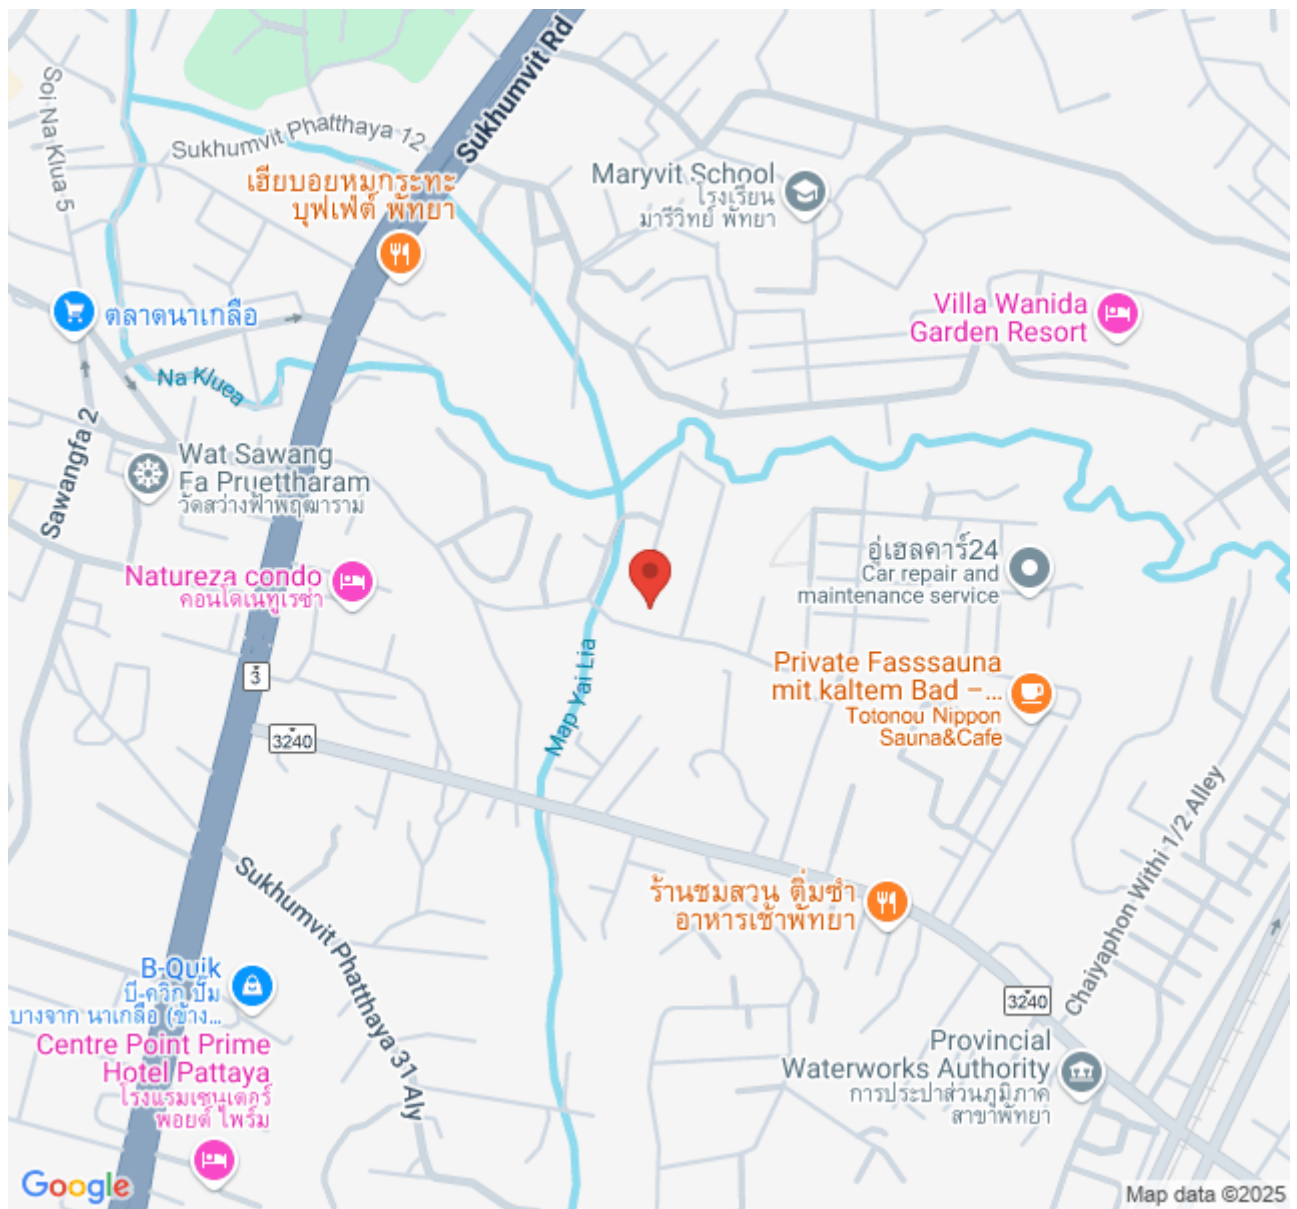 Sukhumvit Rd
Soi Na Klua 5
Sukhumvit Phatthaya 12
เฮียบอยหมูกระทะ
บุฟเฟ่ต์ พัทยา
Maryvit School
โรงเรียน
มารีวิทย์ พัทยา
ตลาดนาเกลือ
Villa Wanida
Garden Resort
Na Kluea
Sawangfa 2
Wat Sawang
Fa Pruettharam
วัดสว่างฟ้าพฤฒาราม
อู่เฮลคาร์24
Car repair and
maintenance service
Natureza condo
คอนโดเนทูเรซ่า
Map Yai Lia
3
Private Fasssauna
mit kaltem Bad –...
Totonou Nippon
Sauna&Cafe
3240
Chaiyaphon Withi 1/2 Alley
Sukhumvit Phatthaya 31 Aly
ร้านชมสวน ติ่มซำ
อาหารเช้าพัทยา
B-Quik
บี-ควิก ปั๊ม
บางจาก นาเกลือ (ข้าง...
3240
Centre Point Prime
Hotel Pattaya
โรงแรมเซนเตอร์
พอยต์ ไพร์ม
Provincial
Waterworks Authority
การประปาส่วนภูมิภาค
สาขาพัทยา
Google
Map data ©2025